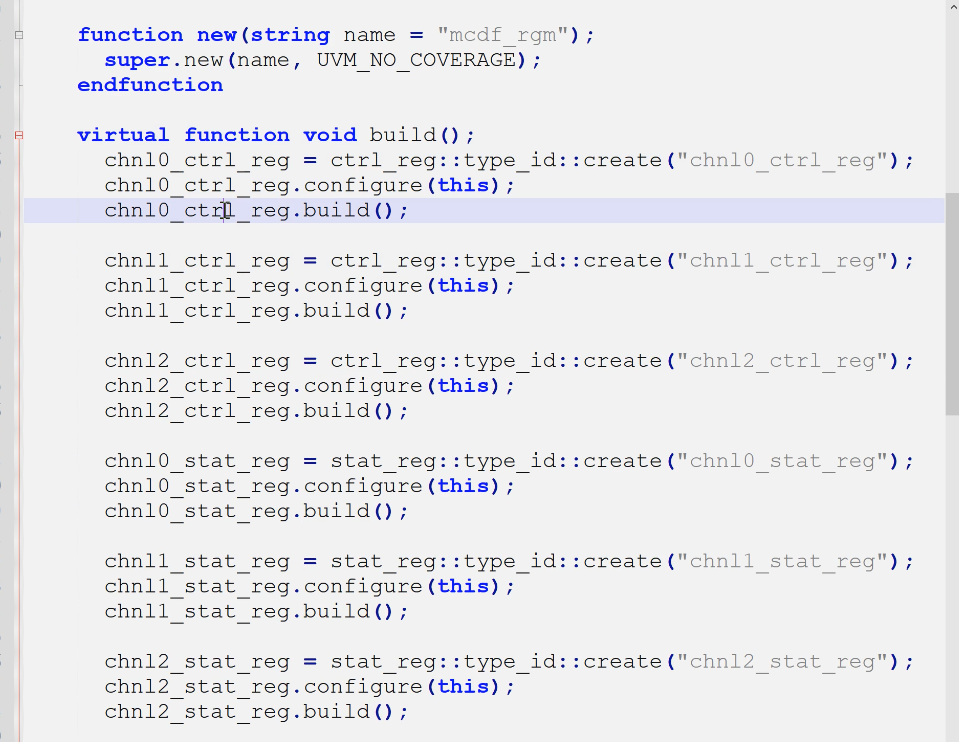 function new(string name = "mcdf_rgm");
super.new(name, UVM_NO_COVERAGE);
endfunction
virtual function void build();
chnl0_ctrl_reg = ctrl_reg::type_id::create("chnl0_ctrl_reg");
chnl0_ctrl_reg.configure(this);
chnl0_ctrl_reg.build();
chnl1_ctrl_reg = ctrl_reg::type_id::create("chnl1_ctrl_reg");
chnl1_ctrl_reg.configure(this);
chnl1_ctrl_reg.build();
chnl2_ctrl_reg = ctrl_reg::type_id::create("chnl2_ctrl_reg");
chnl2_ctrl_reg.configure(this);
chnl2_ctrl_reg.build();
chnl0_stat_reg = stat_reg::type_id::create("chnl0_stat_reg");
chnl0_stat_reg.configure(this);
chnl0_stat_reg.build();
chnl1_stat_reg = stat_reg::type_id::create("chnl1_stat_reg");
chnl1_stat_reg.configure(this);
chnl1_stat_reg.build();
chnl2_stat_reg = stat_reg::type_id::create("chnl2_stat_reg");
chnl2_stat_reg.configure(this);
chnl2_stat_reg.build();